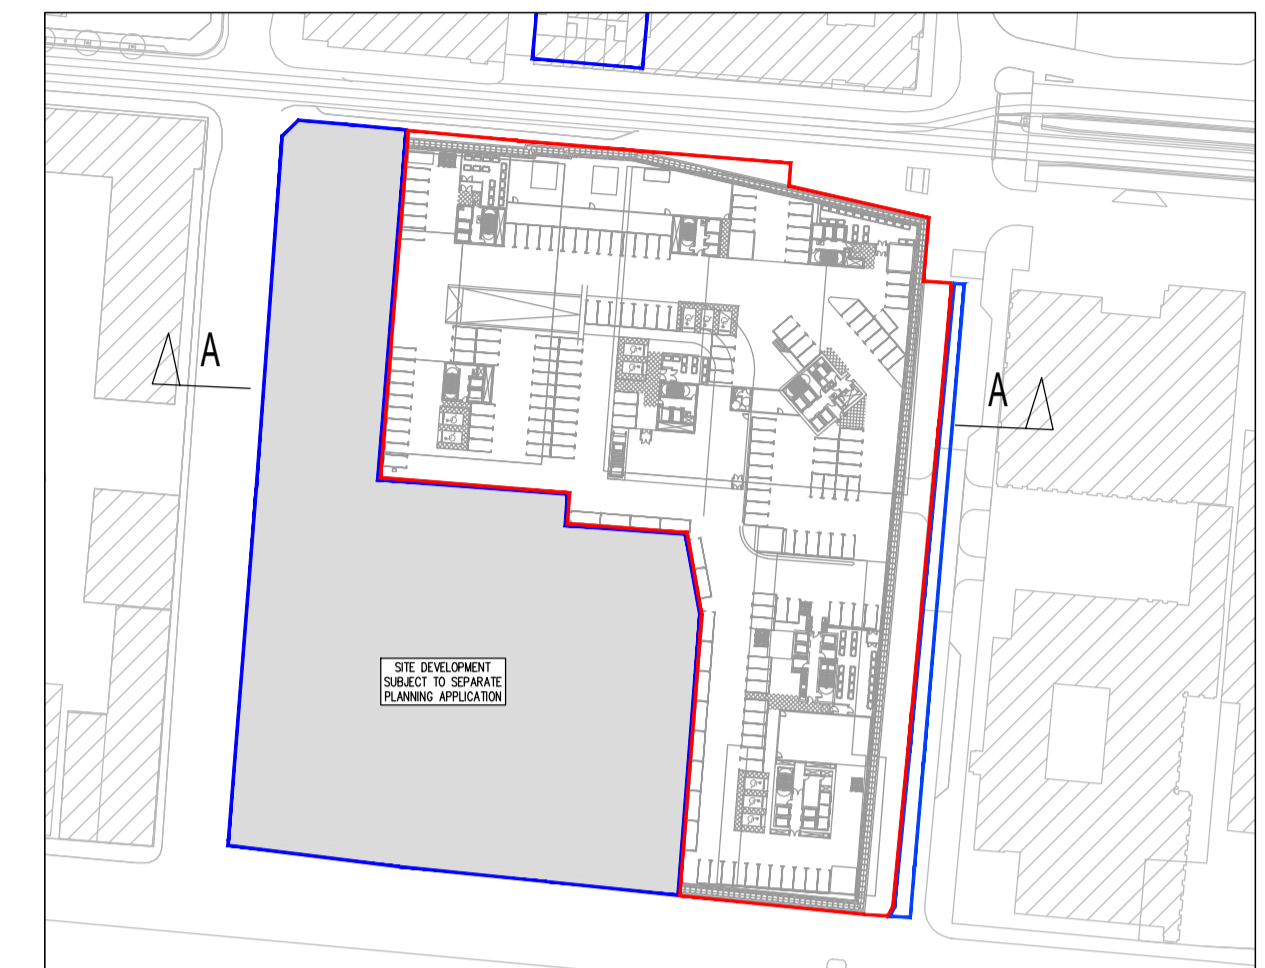 A
A
SITE DEVELOPMENT
SUBJECT TO SEPARATE
PLANNING APPLICATION